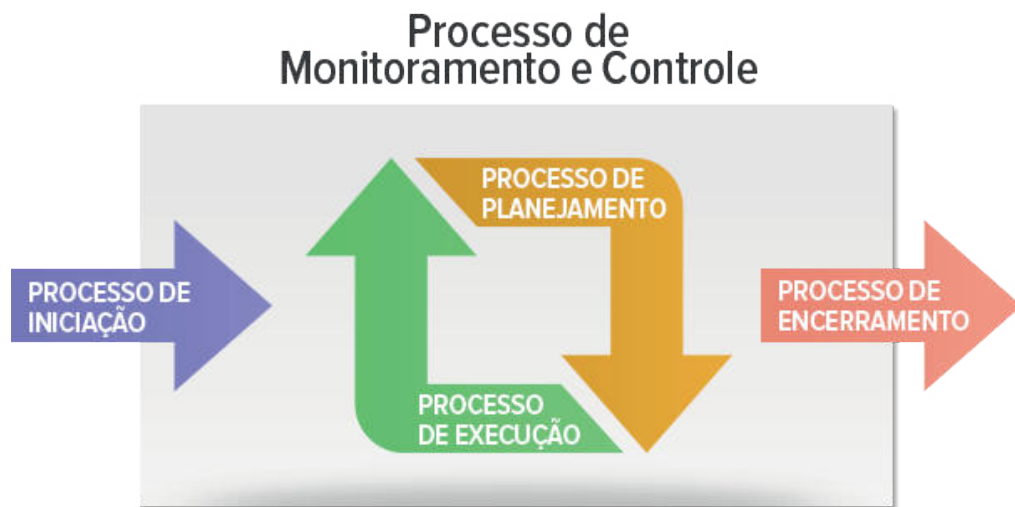 Processo de
Monitoramento e Controle
PROCESSO DE
PLANEJAMENTO
PROCESSO DE
INICIAÇÃO
PROCESSO DE
ENCERRAMENTO
PROCESSO
DE EXECUÇÃO